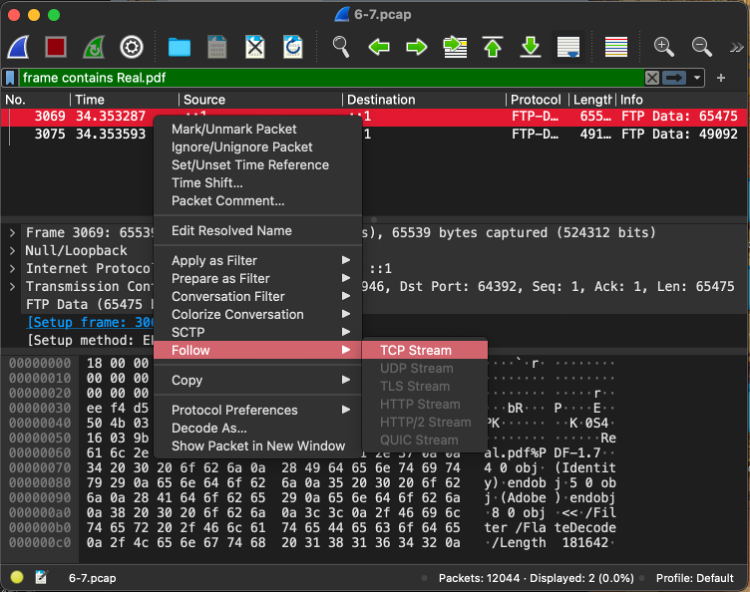 6-7.pcap
frame contains Real.pdf
No. Time Source Destination Protocol Length Info
3069 34.353287 ::1 ::1 FTP-D… 655… FTP Data: 65475
3075 34.353593 ::1 FTP-D… 491… FTP Data: 49092
Mark/Unmark Packet
Ignore/Unignore Packet
Set/Unset Time Reference
Time Shift...
Packet Comment...
Edit Resolved Name
Apply as Filter
Prepare as Filter
Conversation Filter
Colorize Conversation
SCTP
Follow
Copy
Protocol Preferences
Decode As...
Show Packet in New Window
TCP Stream
UDP Stream
TLS Stream
HTTP Stream
HTTP/2 Stream
QUIC Stream
Frame 3069: 6553 s), 65539 bytes captured (524312 bits)
Null/Loopback
Internet Protoco ::1
Transmission Con 946, Dst Port: 64392, Seq: 1, Ack: 1, Len: 65475
FTP Data (65475 b
[Setup frame: 30
[Setup method: E
00000000 18 00 00 ` r
00000010 00 00 00
00000020 00 00 00 r
00000030 ee f4 d5 bR P E
00000040 50 4b 03 PK K 0S4
00000050 16 03 9b Re
00000060 61 6c 2e al.pdf%P DF-1.7
00000070 34 20 30 20 6f 62 6a 0a 28 49 64 65 6e 74 69 74 4 0 obj (Identit
00000080 79 29 0a 65 6e 64 6f 62 6a 0a 35 20 30 20 6f 62 y) endob j 5 0 ob
00000090 6a 0a 28 41 64 6f 62 65 29 0a 65 6e 64 6f 62 6a j (Adobe ) endobj
000000a0 0a 38 20 30 20 6f 62 6a 0a 3c 3c 0a 2f 46 69 6c 8 0 obj << /Fil
000000b0 74 65 72 20 2f 46 6c 61 74 65 44 65 63 6f 64 65 ter /Fla teDecode
000000c0 0a 2f 4c 65 6e 67 74 68 20 31 38 31 36 34 32 0a /Length 181642
6-7.pcap Packets: 12044 · Displayed: 2 (0.0%) Profile: Default